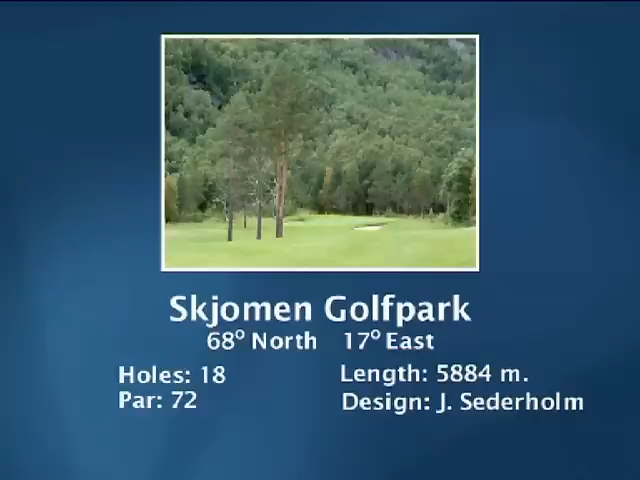 Skjomen Golfpark
68° North 17° East
Holes: 18
Length: 5884 m.
Par: 72
Design: J. Sederholm